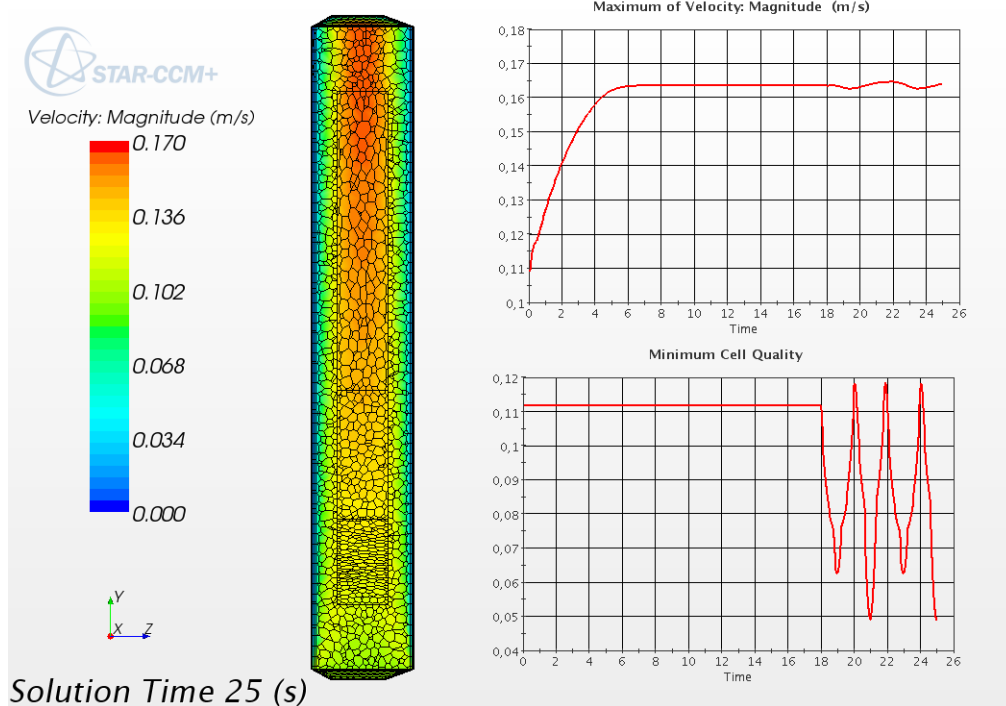 STAR-CCM+
Velocity: Magnitude (m/s)
0.170
0.136
0.102
0.068
0.034
0.000
Y
X
Z
Solution Time 25 (s)
Maximum of Velocity: Magnitude (m/s)
0,18
0,17
0,16
0,15
0,14
0,13
0,12
0,11
0,1
0 2 4 6 8 10 12 14 16 18 20 22 24 26
Time
Minimum Cell Quality
0,12
0,11
0,1
0,09
0,08
0,07
0,06
0,05
0,04
0 2 4 6 8 10 12 14 16 18 20 22 24 26
Time